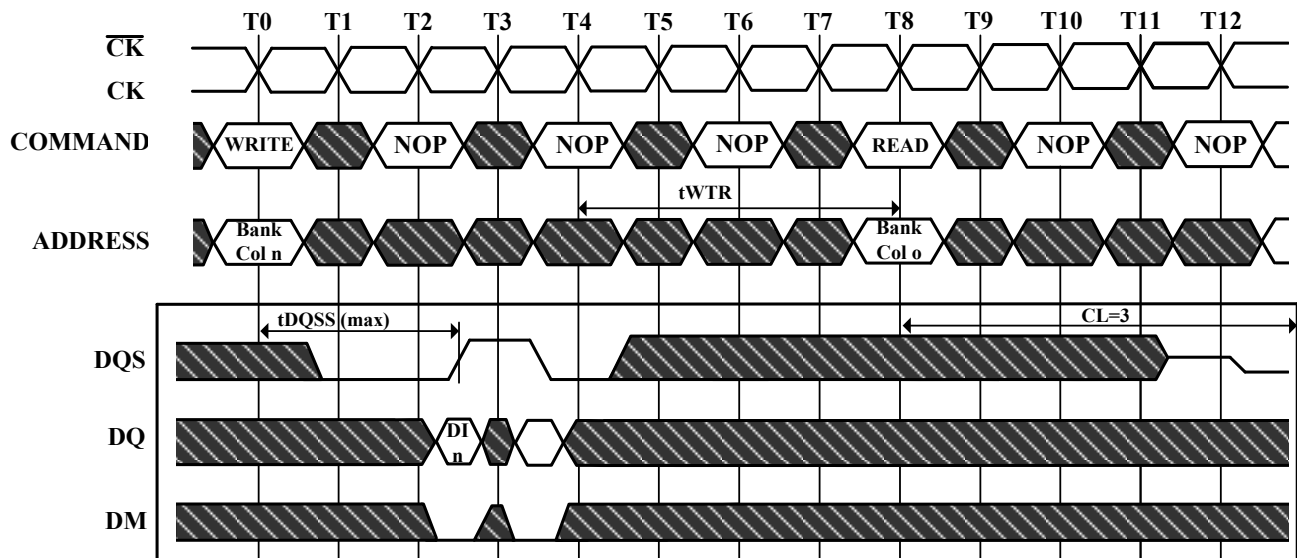 T0 T1 T2 T3 T4 T5 T6 T7 T8 T9 T10 T11 T12
CK
CK
COMMAND WRITE NOP NOP NOP READ NOP NOP
tWTR
ADDRESS Bank Col n Bank Col o
tDQSS (max) CL=3
DQS
DQ DI n
DM